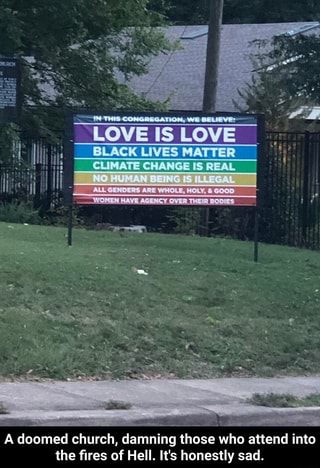 IN THIS CONGREGATION, WE BELIEVE:
LOVE IS LOVE
BLACK LIVES MATTER
CLIMATE CHANGE IS REAL
NO HUMAN BEING IS ILLEGAL
ALL GENDERS ARE WHOLE, HOLY, & GOOD
WOMEN HAVE AGENCY OVER THEIR BODIES
A doomed church, damning those who attend into
the fires of Hell. It's honestly sad.